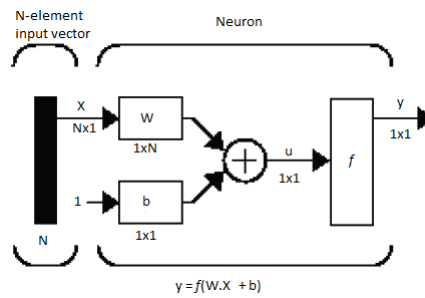 N-element
input vector
Neuron
X
Nx1
W
1xN
1
b
1x1
u
1x1
f
y
1x1
N
y = f(W.X + b)